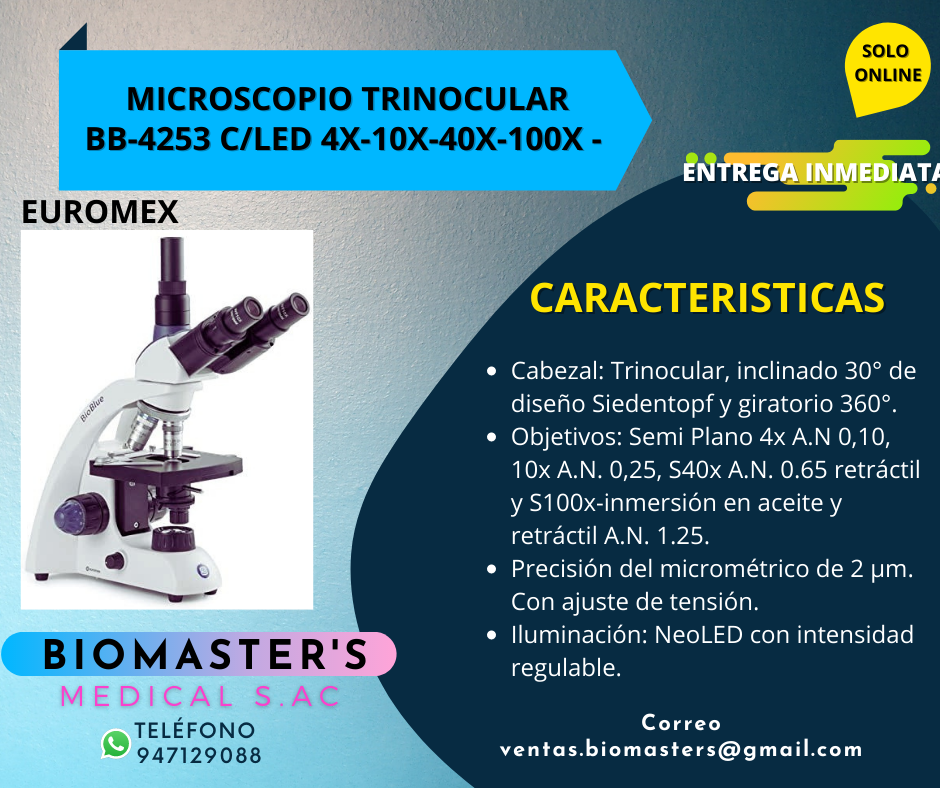 SOLO
ONLINE
MICROSCOPIO TRINOCULAR
BB-4253 C/LED 4X-10X-40X-100X -
ENTREGA INMEDIATA
EUROMEX
BioBlue
CARACTERISTICAS
Cabezal: Trinocular, inclinado 30° de
diseño Siedentopf y giratorio 360°.
Objetivos: Semi Plano 4x A.N 0,10,
10x A.N. 0,25, S40x A.N. 0.65 retráctil
y S100x-inmersión en aceite y
retráctil A.N. 1.25.
Precisión del micrométrico de 2 µm.
Con ajuste de tensión.
Iluminación: NeoLED con intensidad
regulable.
BIOMASTER'S
MEDICAL S.AC
TELÉFONO
947129088
Correo
ventas.biomasters@gmail.com